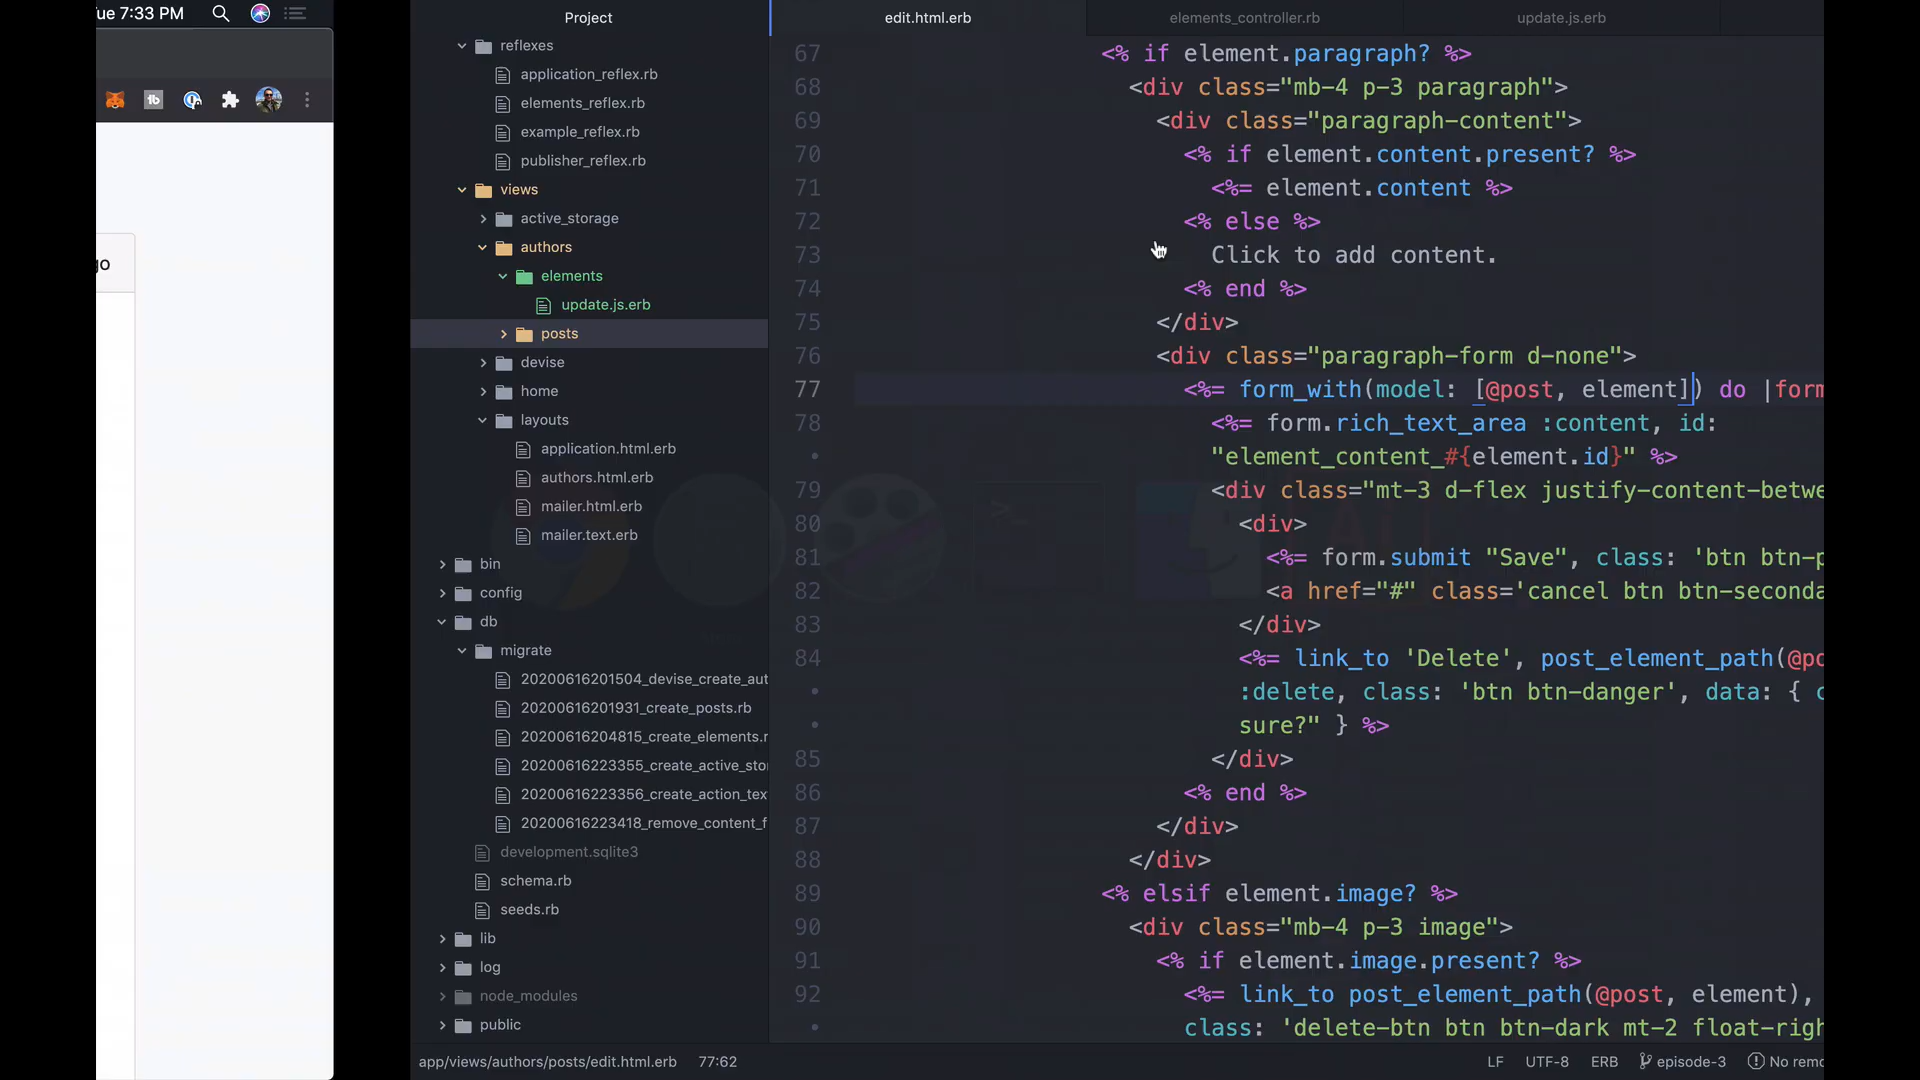 7:33 PM
go
Project
reflexes
application_reflex.rb
elements_reflex.rb
example_reflex.rb
publisher_reflex.rb
views
active_storage
authors
elements
update.js.erb
posts
devise
home
layouts
application.html.erb
authors.html.erb
mailer.html.erb
mailer.text.erb
bin
config
db
migrate
20200616201504_devise_create_aut
20200616201931_create_posts.rb
20200616204815_create_elements.r
20200616223355_create_active_sto
20200616223356_create_action_tex
20200616223418_remove_content_f
development.sqlite3
schema.rb
seeds.rb
lib
log
node_modules
public
edit.html.erb elements_controller.rb update.js.erb
67 <% if element.paragraph? %>
68 <div class="mb-4 p-3 paragraph">
69 <div class="paragraph-content">
70 <% if element.content.present? %>
71 <%= element.content %>
72 <% else %>
73 Click to add content.
74 <% end %>
75 </div>
76 <div class="paragraph-form d-none">
77 <%= form_with(model: [@post, element]) do |form
78 <%= form.rich_text_area :content, id:
"element_content_#{element.id}" %>
79 <div class="mt-3 d-flex justify-content-betwe
80 <div>
81 <%= form.submit "Save", class: 'btn btn-p
82 <a href="#" class='cancel btn btn-seconda
83 </div>
84 <%= link_to 'Delete', post_element_path(@po
:delete, class: 'btn btn-danger', data: { c
sure?" } %>
85 </div>
86 <% end %>
87 </div>
88 </div>
89 <% elsif element.image? %>
90 <div class="mb-4 p-3 image">
91 <% if element.image.present? %>
92 <%= link_to post_element_path(@post, element),
class: 'delete-btn btn btn-dark mt-2 float-righ
app/views/authors/posts/edit.html.erb 77:62 LF UTF-8 ERB episode-3 No remo